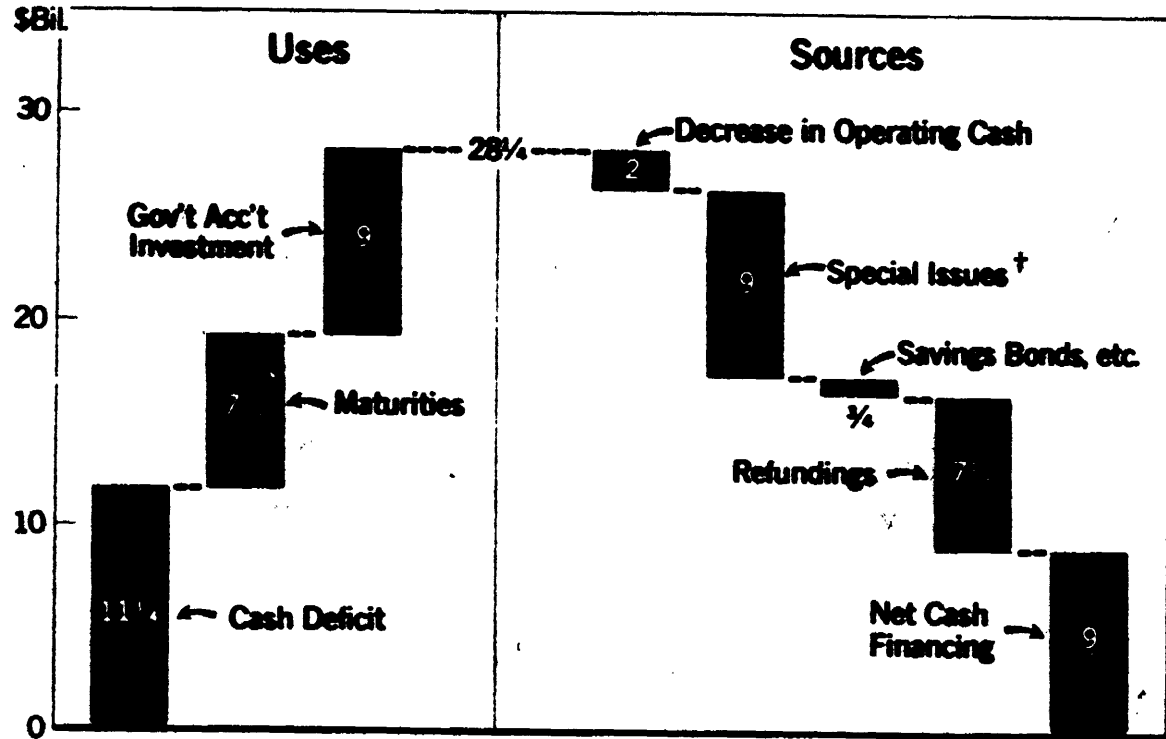 $Bil.
Uses
Sources
30
Decrease in Operating Cash
28¼
2
Gov't Acc't
Investment
9
Special Issues †
9
20
Savings Bonds, etc.
¾
Maturities
Refundings
10
Cash Deficit
Net Cash
Financing
9
0